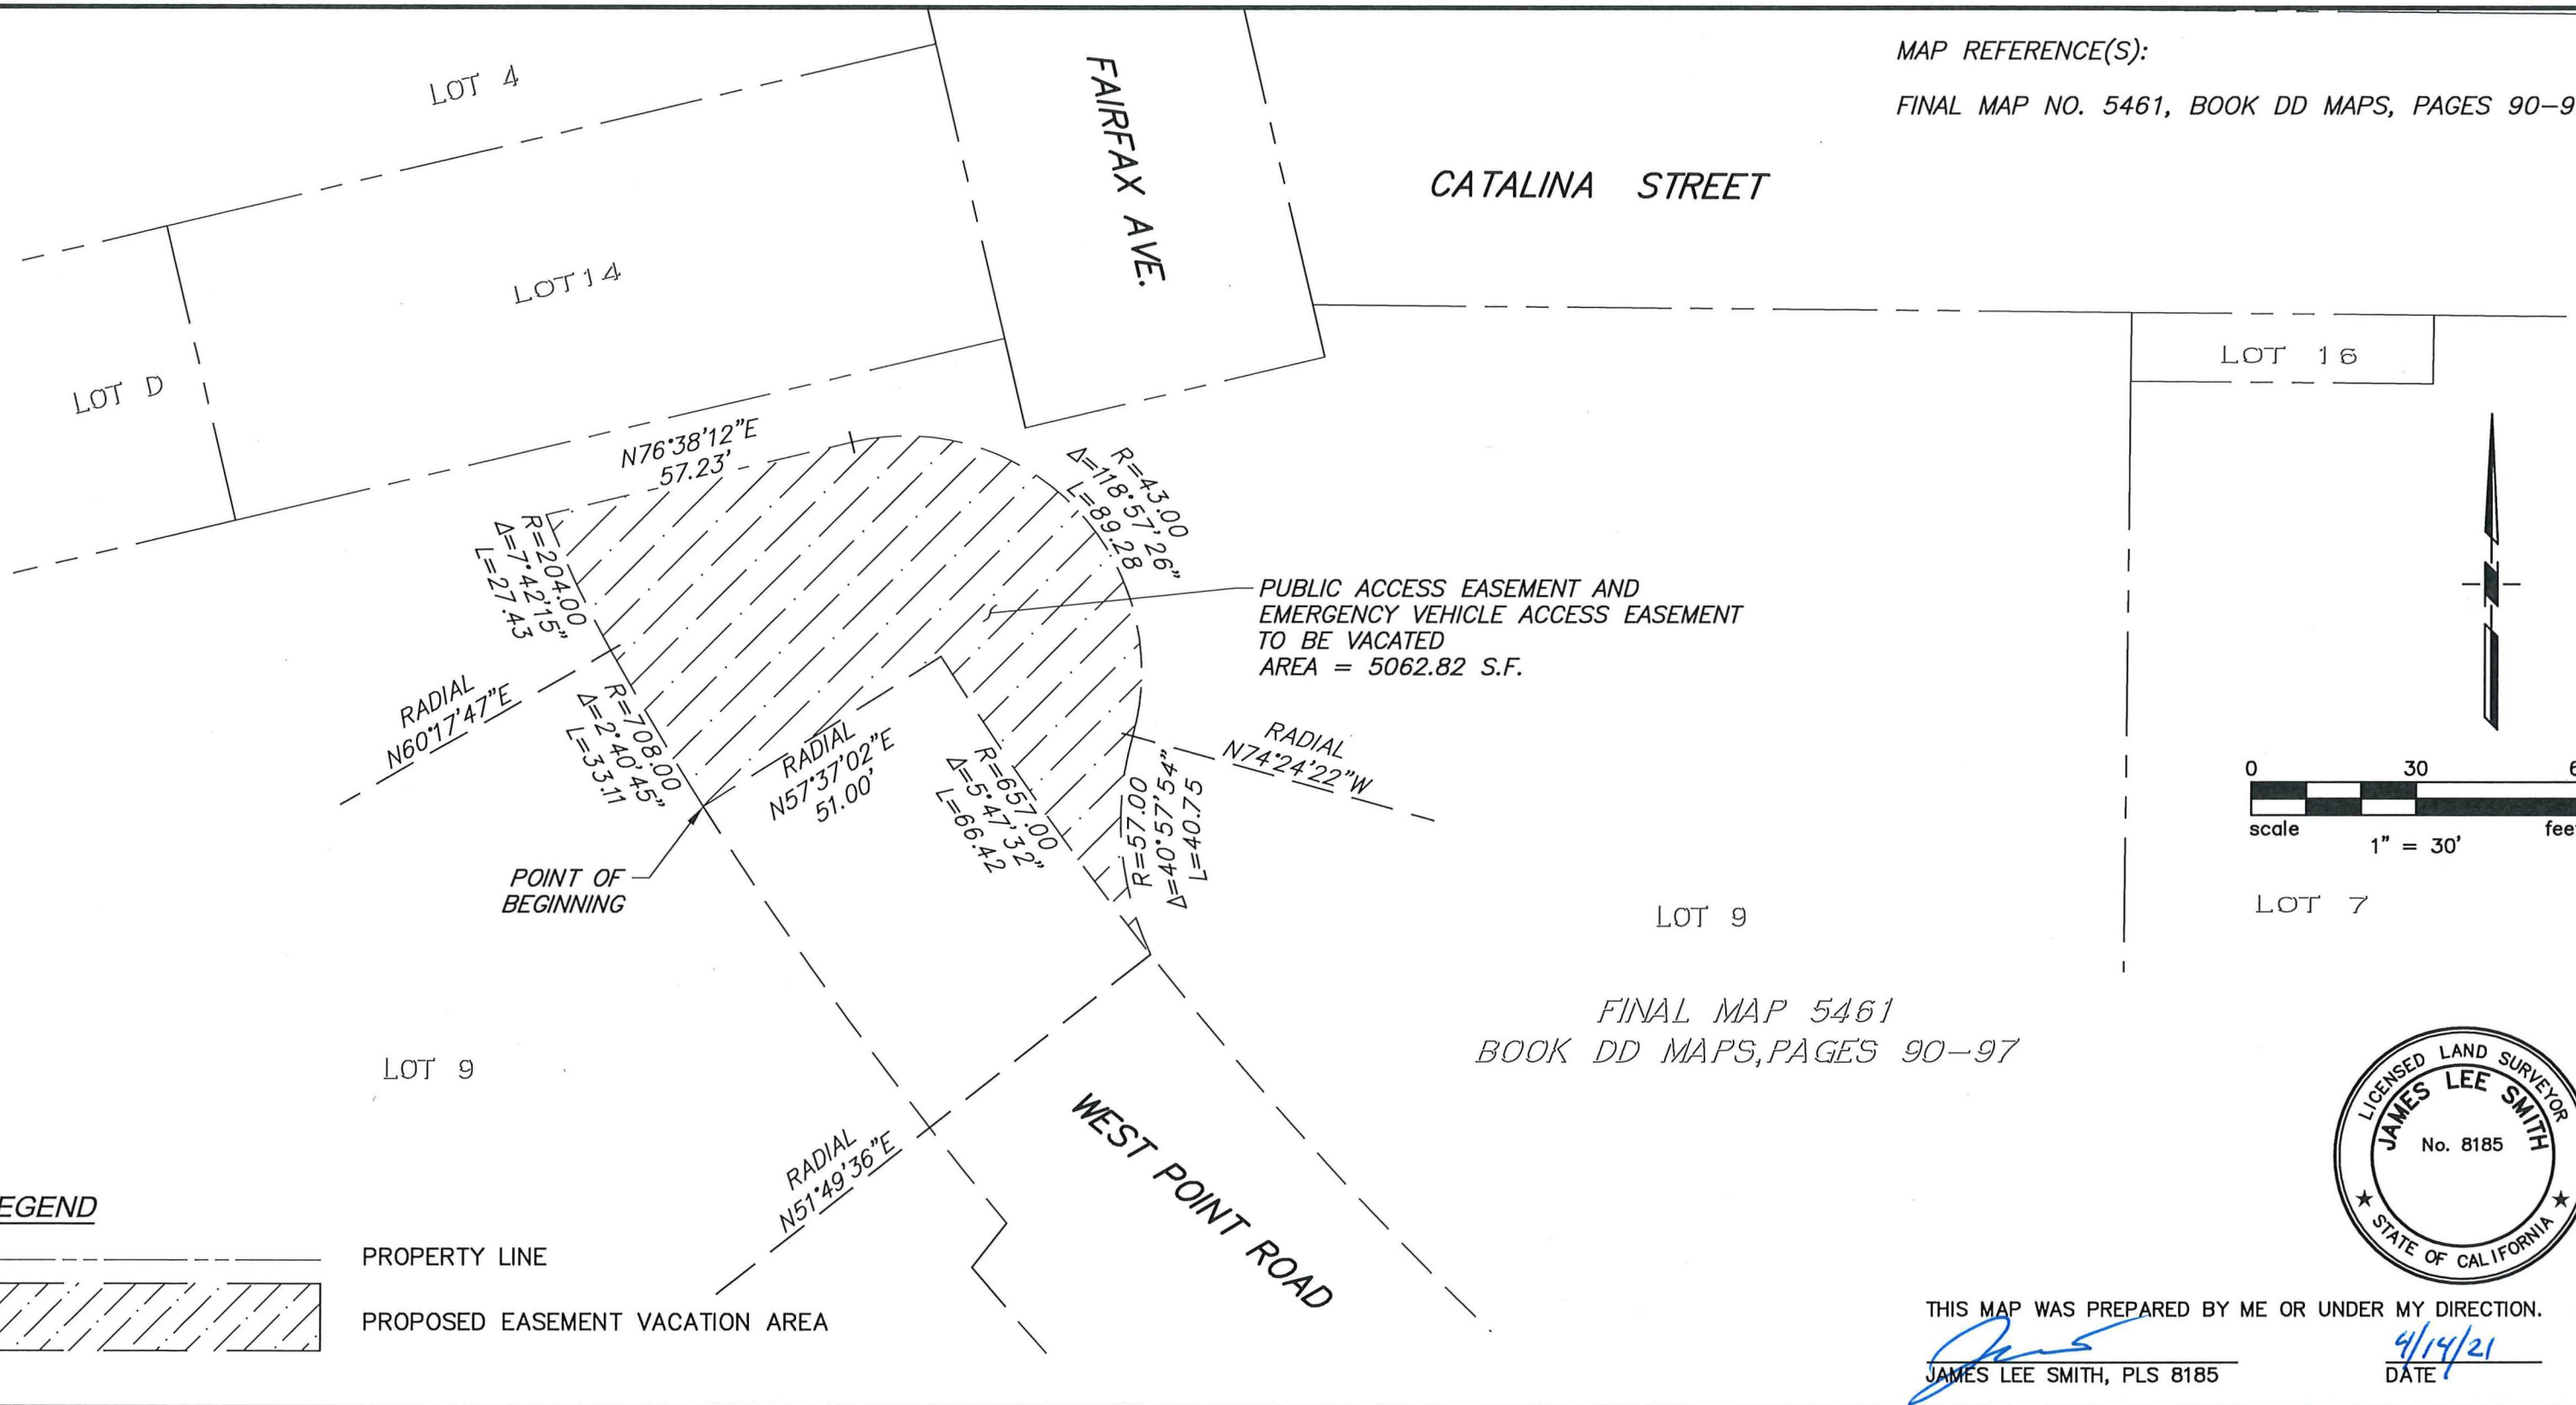 MAP REFERENCE(S):
FINAL MAP NO. 5461, BOOK DD MAPS, PAGES 90-9
LOT 4
FAIRFAX AVE.
CATALINA STREET
LOT 14
LOT D
LOT 16
N76°38'12"E
57.23'
R=204.00
Δ=7°42'15"
L=27.43
R=43.00
Δ=118°57'26"
L=89.28
PUBLIC ACCESS EASEMENT AND
EMERGENCY VEHICLE ACCESS EASEMENT
TO BE VACATED
AREA = 5062.82 S.F.
RADIAL
N60°17'47"E
R=708.00
Δ=2°40'45"
L=33.11
RADIAL
N57°37'02"E
51.00'
R=657.00
Δ=5°47'32"
L=66.42
R=57.00
Δ=40°57'54"
L=40.75
RADIAL
N74°24'22"W
POINT OF
BEGINNING
0 30 6
scale fee
1" = 30'
LOT 7
LOT 9
FINAL MAP 5461
BOOK DD MAPS, PAGES 90-97
LOT 9
RADIAL
N51°49'36"E
WEST POINT ROAD
LICENSED LAND SURVEYOR
JAMES LEE SMITH
No. 8185
★ STATE OF CALIFORNIA ★
EGEND
PROPERTY LINE
PROPOSED EASEMENT VACATION AREA
THIS MAP WAS PREPARED BY ME OR UNDER MY DIRECTION.
4/14/21
JAMES LEE SMITH, PLS 8185
DATE